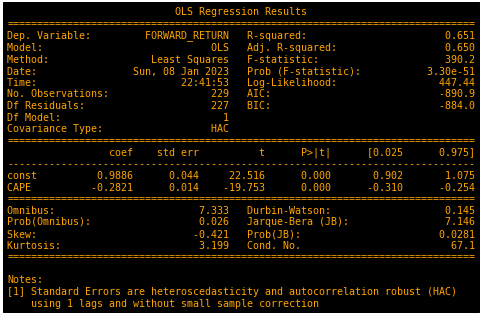 OLS Regression Results
==============================================================================
Dep. Variable:         FORWARD_RETURN   R-squared:                       0.651
Model:                            OLS   Adj. R-squared:                  0.650
Method:                 Least Squares   F-statistic:                     390.2
Date:                Sun, 08 Jan 2023   Prob (F-statistic):           3.30e-51
Time:                        22:41:53   Log-Likelihood:                 447.44
No. Observations:                 229   AIC:                            -890.9
Df Residuals:                     227   BIC:                            -884.0
Df Model:                           1
Covariance Type:                  HAC
==============================================================================
                 coef    std err          t      P>|t|      [0.025      0.975]
------------------------------------------------------------------------------
const          0.9886      0.044     22.516      0.000       0.902       1.075
CAPE          -0.2821      0.014    -19.753      0.000      -0.310      -0.254
==============================================================================
Omnibus:                        7.333   Durbin-Watson:                   0.145
Prob(Omnibus):                  0.026   Jarque-Bera (JB):                7.146
Skew:                          -0.421   Prob(JB):                       0.0281
Kurtosis:                       3.199   Cond. No.                         67.1
==============================================================================
Notes:
[1] Standard Errors are heteroscedasticity and autocorrelation robust (HAC)
using 1 lags and without small sample correction